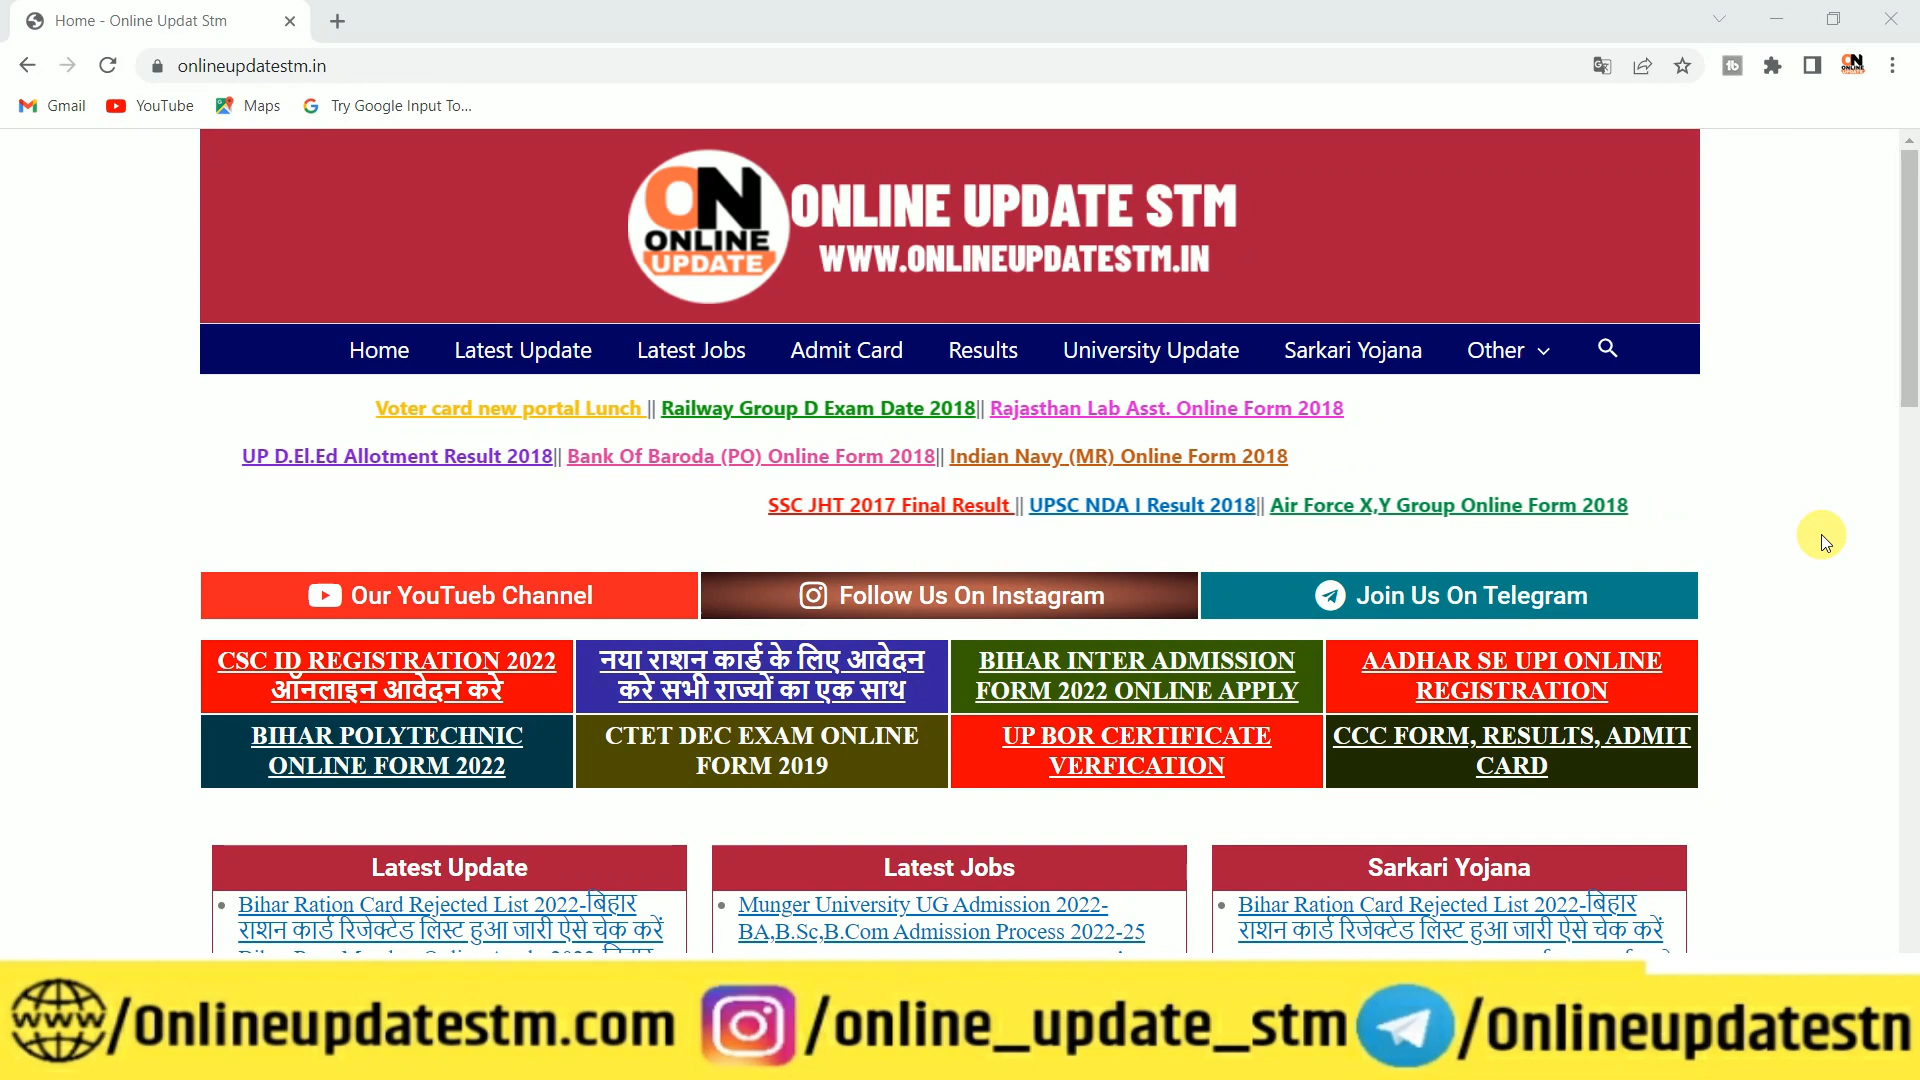 Home - Online Updat Stm
onlineupdatestm.in
Gmail YouTube Maps Try Google Input To...
ON
ONLINE
UPDATE
ONLINE UPDATE STM
WWW.ONLINEUPDATESTM.IN
Home Latest Update Latest Jobs Admit Card Results University Update Sarkari Yojana Other
Voter card new portal Lunch || Railway Group D Exam Date 2018|| Rajasthan Lab Asst. Online Form 2018
UP D.El.Ed Allotment Result 2018|| Bank Of Baroda (PO) Online Form 2018|| Indian Navy (MR) Online Form 2018
SSC JHT 2017 Final Result || UPSC NDA I Result 2018|| Air Force X,Y Group Online Form 2018
Our YouTueb Channel Follow Us On Instagram Join Us On Telegram
CSC ID REGISTRATION 2022
ऑनलाइन आवेदन करे
नया राशन कार्ड के लिए आवेदन
करे सभी राज्यों का एक साथ
BIHAR INTER ADMISSION
FORM 2022 ONLINE APPLY
AADHAR SE UPI ONLINE
REGISTRATION
BIHAR POLYTECHNIC
ONLINE FORM 2022
CTET DEC EXAM ONLINE
FORM 2019
UP BOR CERTIFICATE
VERFICATION
CCC FORM, RESULTS, ADMIT
CARD
Latest Update
Bihar Ration Card Rejected List 2022-बिहार
राशन कार्ड रिजेक्टेड लिस्ट हुआ जारी ऐसे चेक करें
Latest Jobs
Munger University UG Admission 2022-
BA,B.Sc,B.Com Admission Process 2022-25
Sarkari Yojana
Bihar Ration Card Rejected List 2022-बिहार
राशन कार्ड रिजेक्टेड लिस्ट हुआ जारी ऐसे चेक करें
www /Onlineupdatestm.com /online_update_stm /Onlineupdatestn